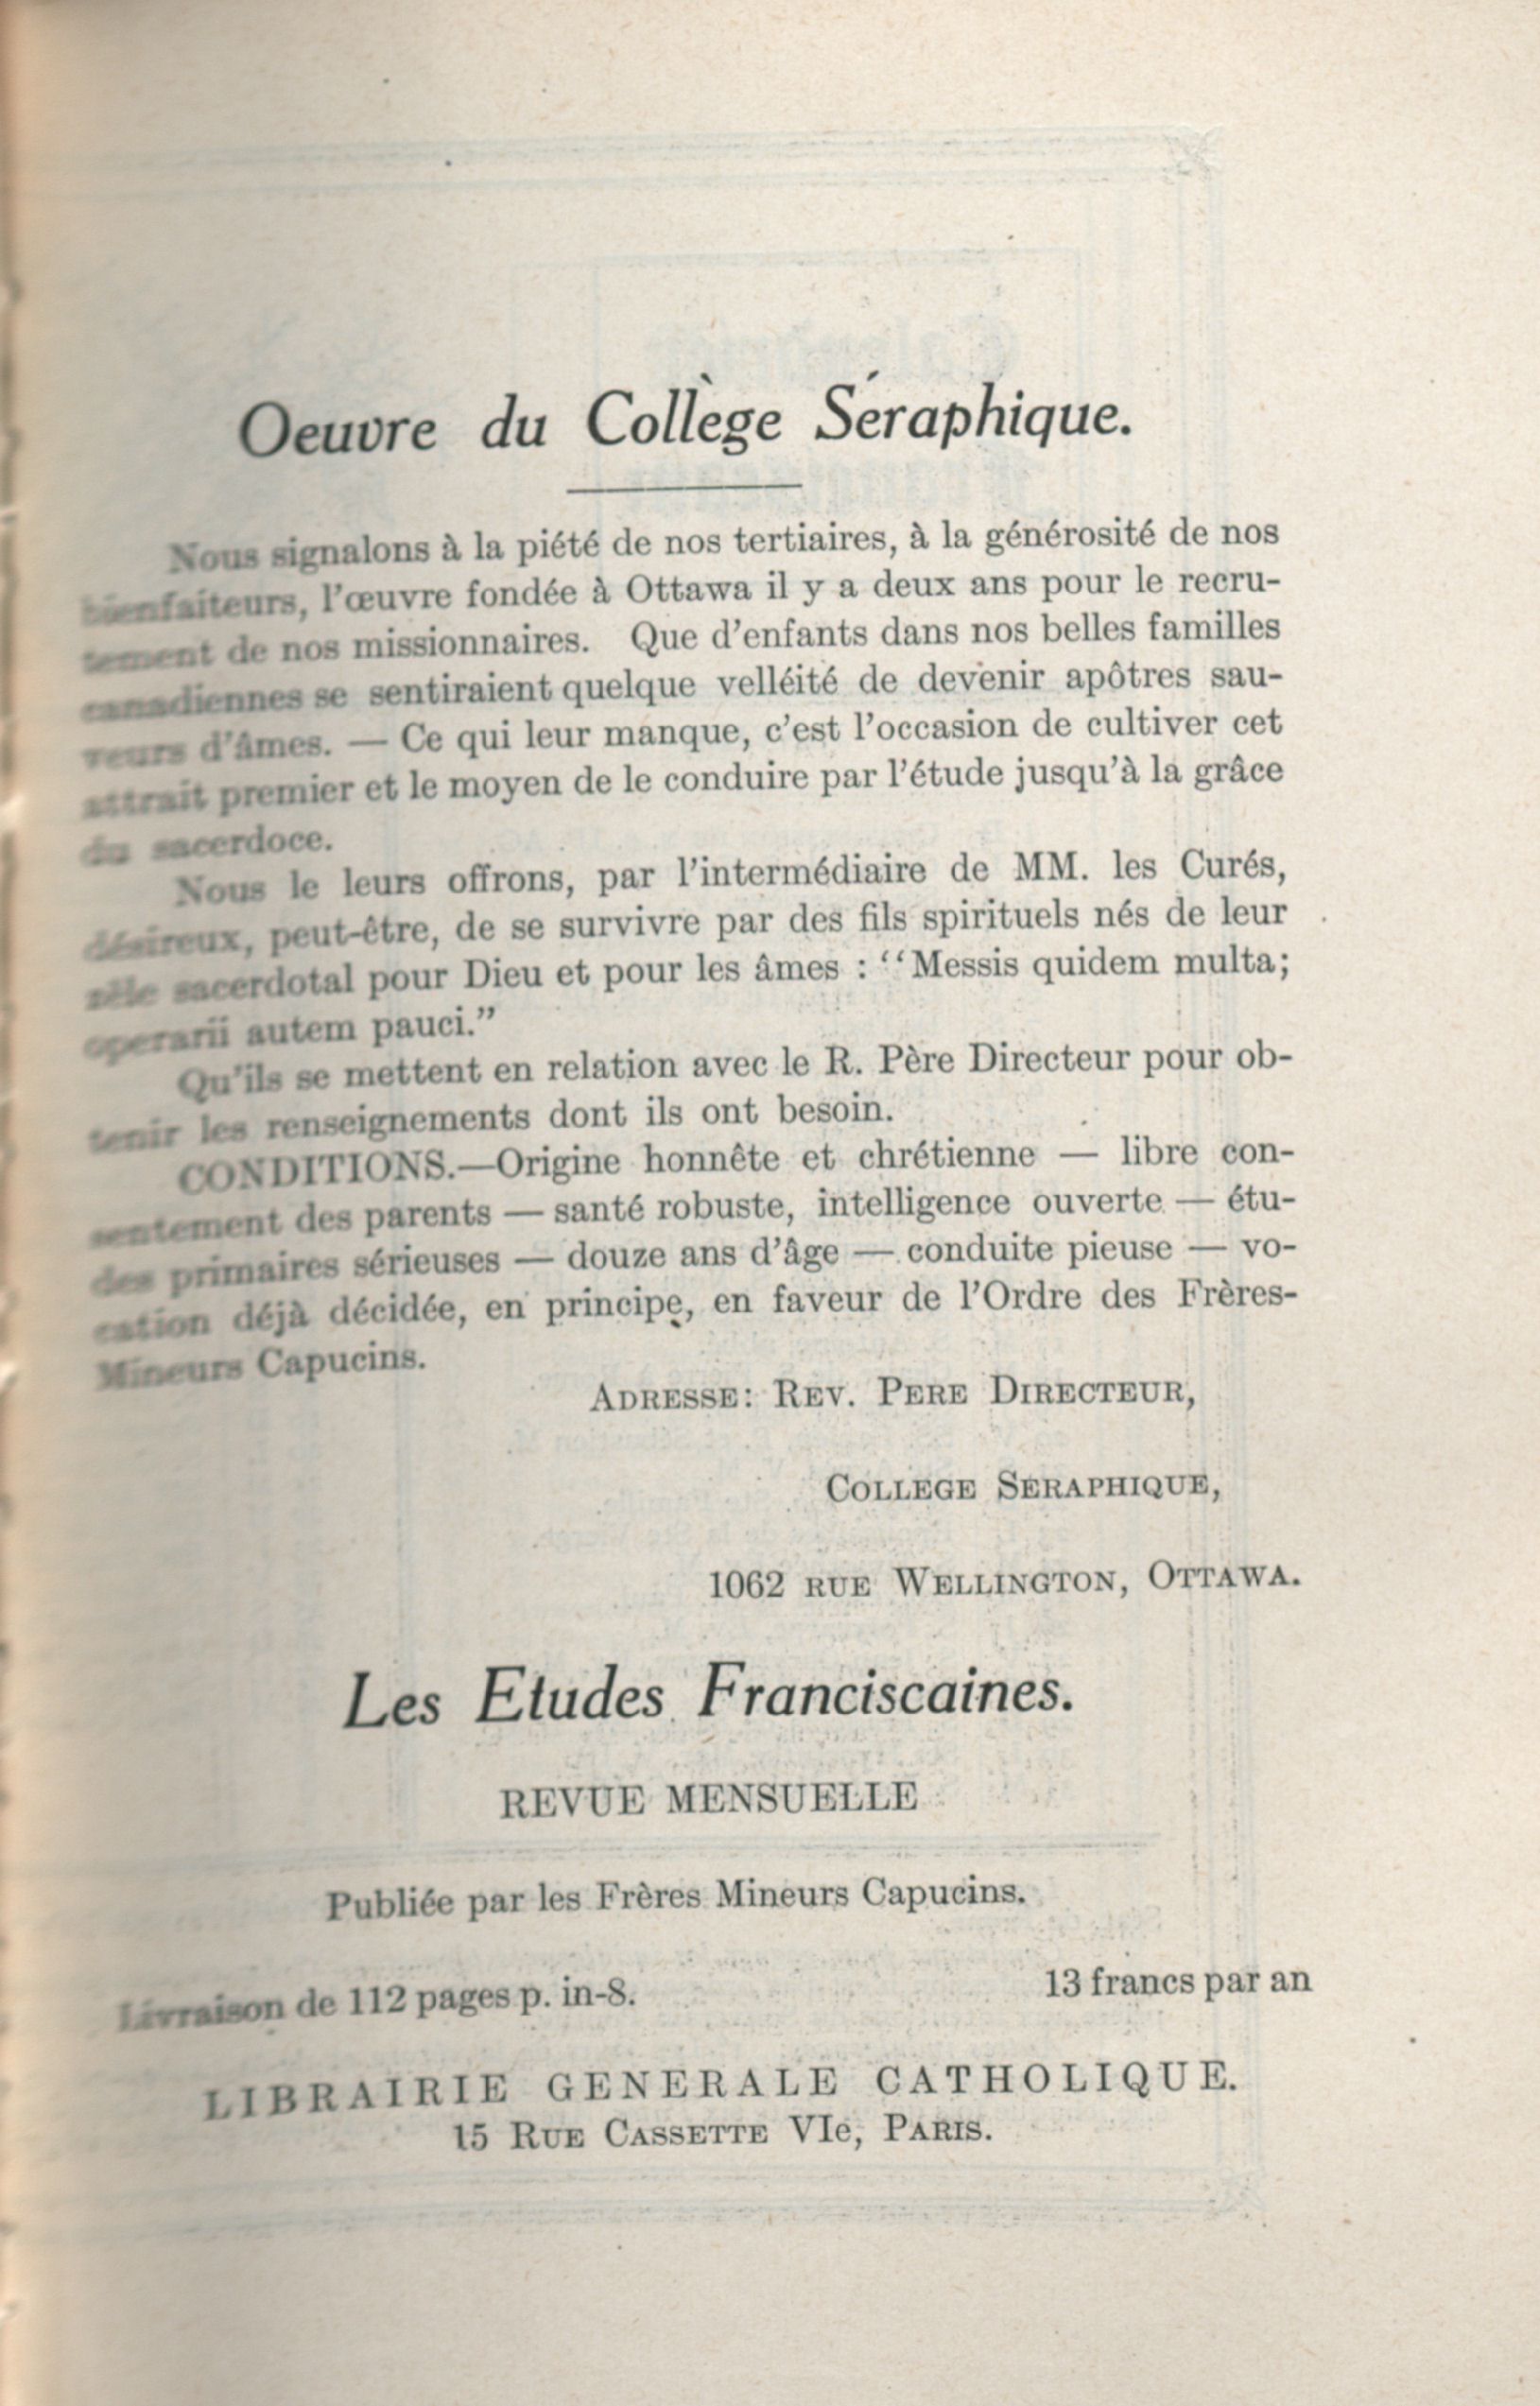 Oeuvre du Collège Séraphique.
Nous signalons à la piété de nos tertiaires, à la générosité de nos
bienfaiteurs, l'œuvre fondée à Ottawa il y a deux ans pour le recru-
tement de nos missionnaires. Que d'enfants dans nos belles familles
canadiennes se sentiraient quelque velléité de devenir apôtres sau-
veurs d'âmes. — Ce qui leur manque, c'est l'occasion de cultiver cet
attrait premier et le moyen de le conduire par l'étude jusqu'à la grâce
du sacerdoce.
Nous le leurs offrons, par l'intermédiaire de MM. les Curés,
désireux, peut-être, de se survivre par des fils spirituels nés de leur
zèle sacerdotal pour Dieu et pour les âmes : ‘‘Messis quidem multa;
operarii autem pauci.”
Qu'ils se mettent en relation avec le R. Père Directeur pour ob-
tenir les renseignements dont ils ont besoin.
CONDITIONS.—Origine honnête et chrétienne — libre con-
sentement des parents — santé robuste, intelligence ouverte — étu-
des primaires sérieuses — douze ans d'âge — conduite pieuse — vo-
cation déjà décidée, en principe, en faveur de l'Ordre des Frères-
Mineurs Capucins.
ADRESSE: REV. PERE DIRECTEUR,
COLLEGE SERAPHIQUE,
1062 RUE WELLINGTON, OTTAWA.
Les Etudes Franciscaines.
REVUE MENSUELLE
Publiée par les Frères Mineurs Capucins.
Livraison de 112 pages p. in-8. 13 francs par an
LIBRAIRIE GENERALE CATHOLIQUE.
15 RUE CASSETTE VIe, PARIS.